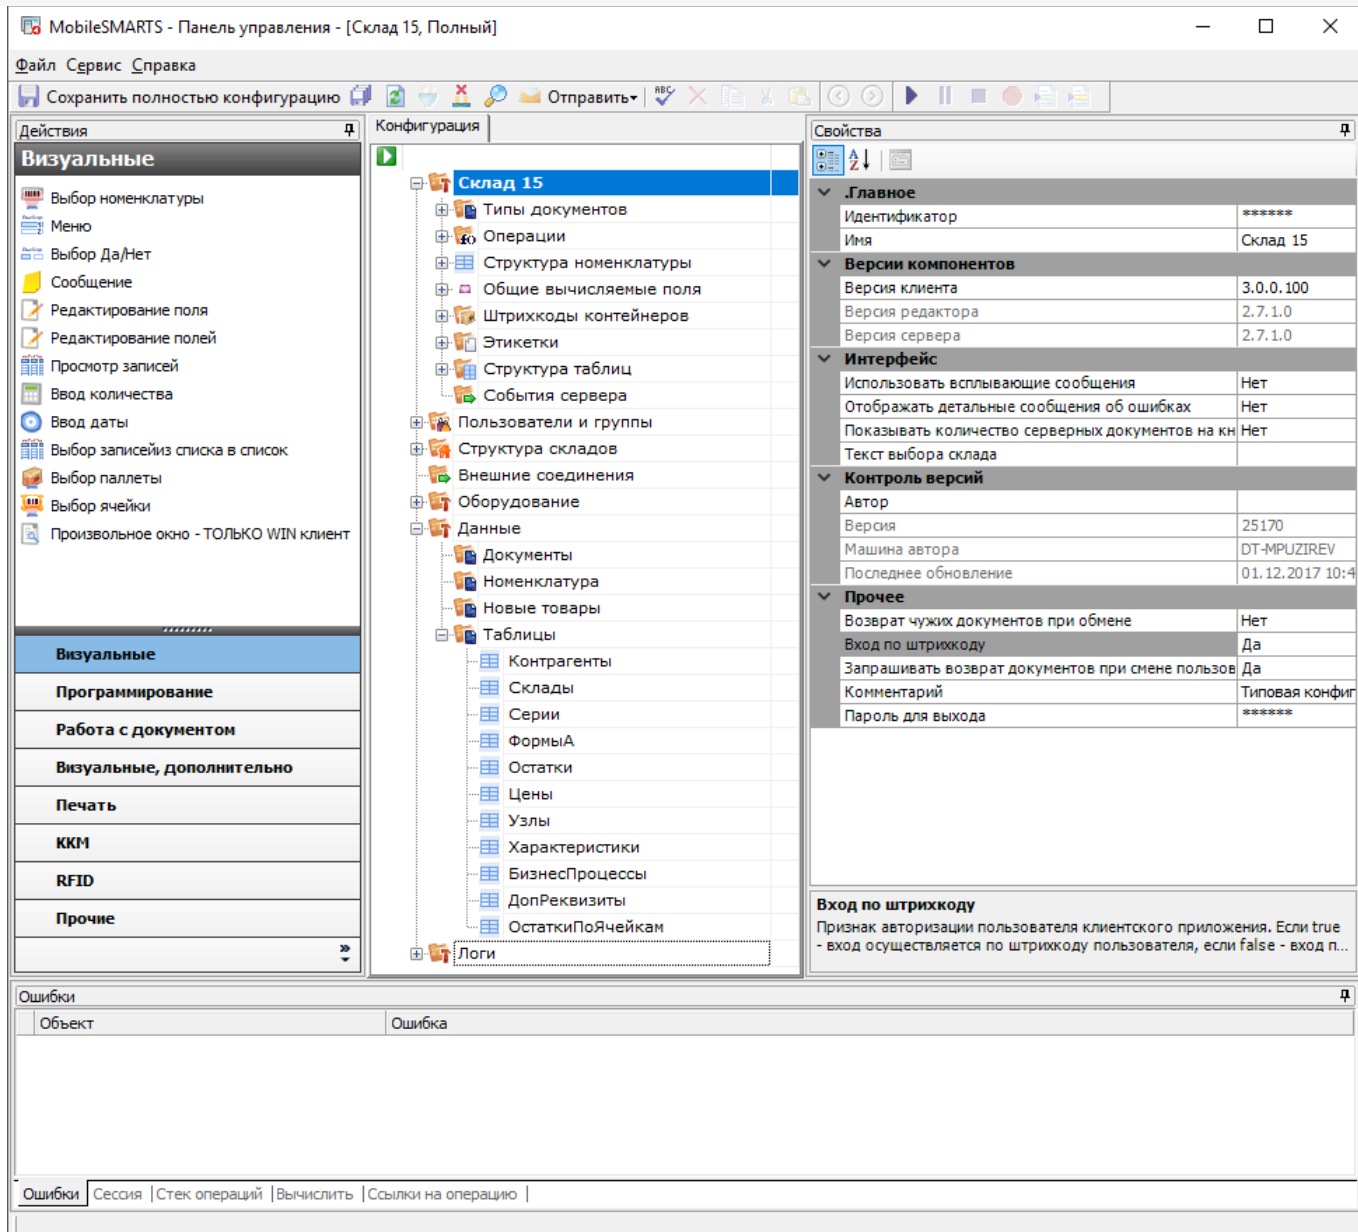 MobileSMARTS - Панель управления - [Склад 15, Полный]
Файл Сервис Справка
Сохранить полностью конфигурацию Отправить ABC
Действия
Визуальные
Выбор номенклатуры
Меню
Выбор Да/Нет
Сообщение
Редактирование поля
Редактирование полей
Просмотр записей
Ввод количества
Ввод даты
Выбор записейиз списка в список
Выбор паллеты
Выбор ячейки
Произвольное окно - ТОЛЬКО WIN клиент
Визуальные
Программирование
Работа с документом
Визуальные, дополнительно
Печать
ККМ
RFID
Прочие
Конфигурация
Склад 15
Типы документов
Операции
Структура номенклатуры
Общие вычисляемые поля
Штрихкоды контейнеров
Этикетки
Структура таблиц
События сервера
Пользователи и группы
Структура складов
Внешние соединения
Оборудование
Данные
Документы
Номенклатура
Новые товары
Таблицы
Контрагенты
Склады
Серии
ФормыА
Остатки
Цены
Узлы
Характеристики
БизнесПроцессы
ДопРеквизиты
ОстаткиПоЯчейкам
Логи
Свойства
.Главное
Идентификатор ******
Имя Склад 15
Версии компонентов
Версия клиента 3.0.0.100
Версия редактора 2.7.1.0
Версия сервера 2.7.1.0
Интерфейс
Использовать всплывающие сообщения Нет
Отображать детальные сообщения об ошибках Нет
Показывать количество серверных документов на кн Нет
Текст выбора склада
Контроль версий
Автор
Версия 25170
Машина автора DT-MPUZIREV
Последнее обновление 01.12.2017 10:4
Прочее
Возврат чужих документов при обмене Нет
Вход по штрихкоду Да
Запрашивать возврат документов при смене пользов Да
Комментарий Типовая конфиг
Пароль для выхода ******
Вход по штрихкоду
Признак авторизации пользователя клиентского приложения. Если true
- вход осуществляется по штрихкоду пользователя, если false - вход п...
Ошибки
Объект Ошибка
Ошибки Сессия Стек операций Вычислить Ссылки на операцию